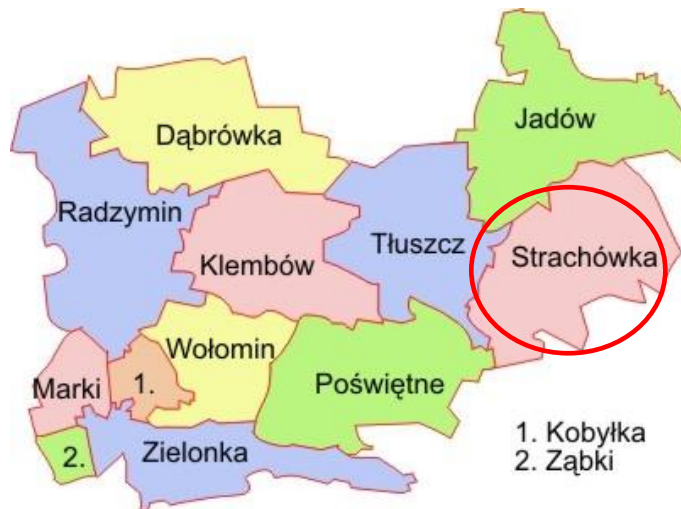 Jadów
Dąbrówka
Radzymin
Tłuszcz
Strachówka
Klembów
Wołomin
Marki
1.
Poświętne
2.
Zielonka
1. Kobyłka
2. Ząbki